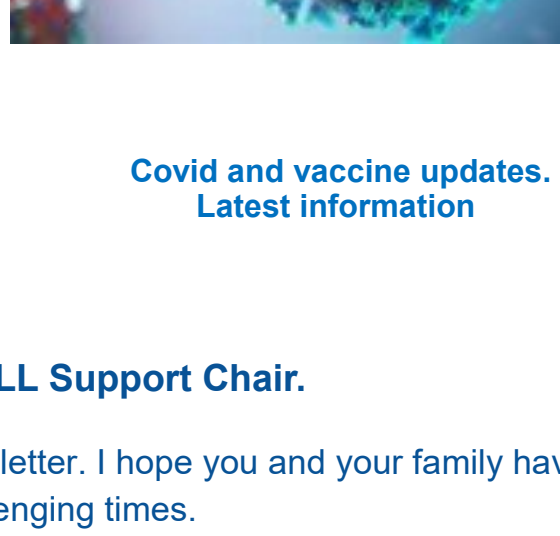 Covid and vaccine updates.
Latest information
LL Support Chair.
letter. I hope you and your family hav
enging times.